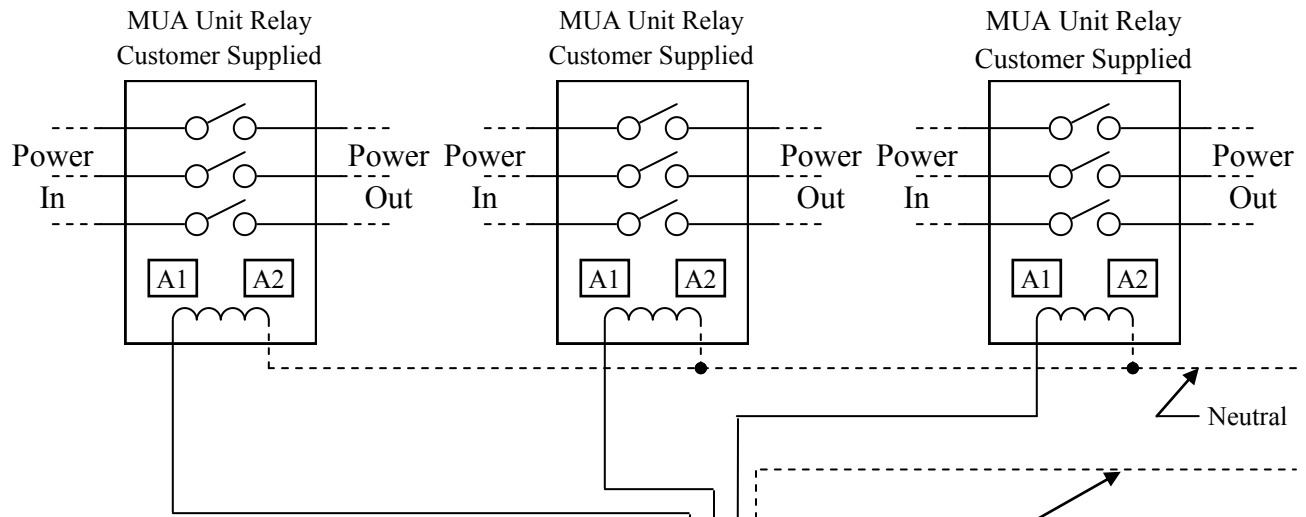 MUA Unit Relay
Customer Supplied
MUA Unit Relay
Customer Supplied
MUA Unit Relay
Customer Supplied
Power
In
Power
Out
Power
In
Power
Out
Power
In
Power
Out
A1
A2
A1
A2
A1
A2
Neutral